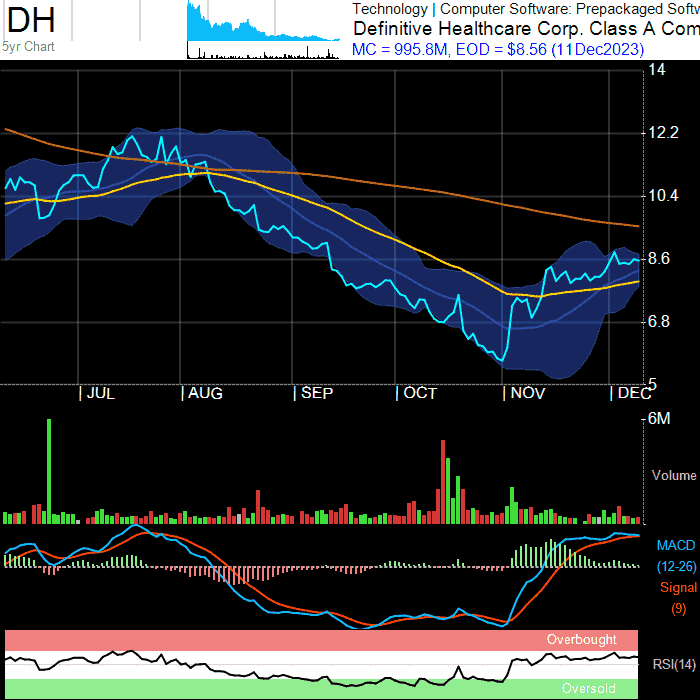 DH
5yr Chart
Technology | Computer Software: Prepackaged Softw
Definitive Healthcare Corp. Class A Com
MC = 995.8M, EOD = $8.56 (11Dec2023)
14
12.2
10.4
8.6
6.8
5
JUL
AUG
SEP
OCT
NOV
DEC
6M
Volume
MACD
(12-26)
Signal
(9)
Overbought
RSI(14)
Oversold